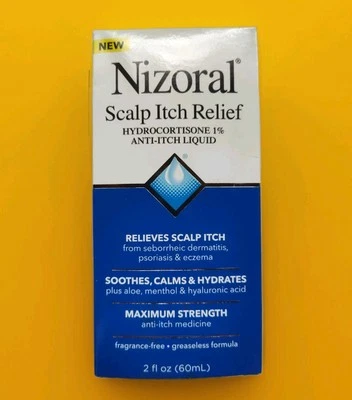 NEW
Nizoral®
Scalp Itch Relief
HYDROCORTISONE 1%
ANTI-ITCH LIQUID
RELIEVES SCALP ITCH
from seborrheic dermatitis,
psoriasis & eczema
SOOTHES, CALMS & HYDRATES
plus aloe, menthol & hyaluronic acid
MAXIMUM STRENGTH
anti-itch medicine
fragrance-free • greaseless formula
2 fl oz (60mL)